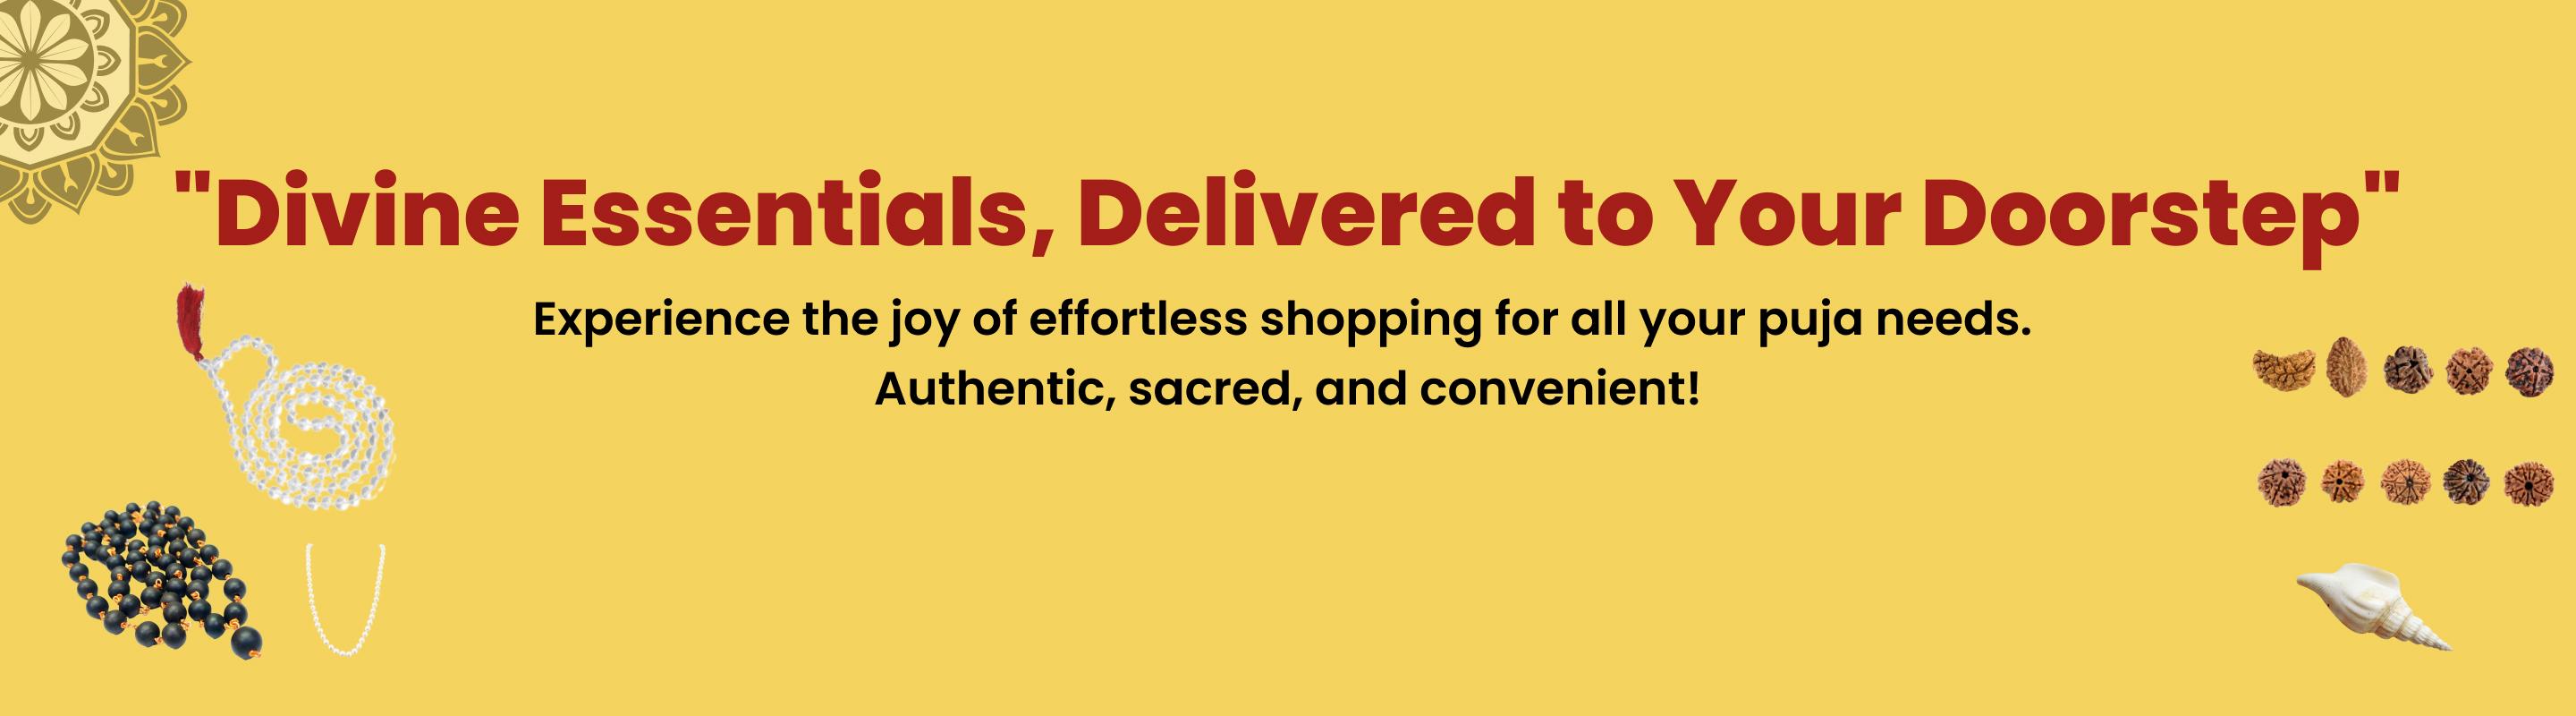 "Divine Essentials, Delivered to Your Doorstep"
Experience the joy of effortless shopping for all your puja needs.
Authentic, sacred, and convenient!